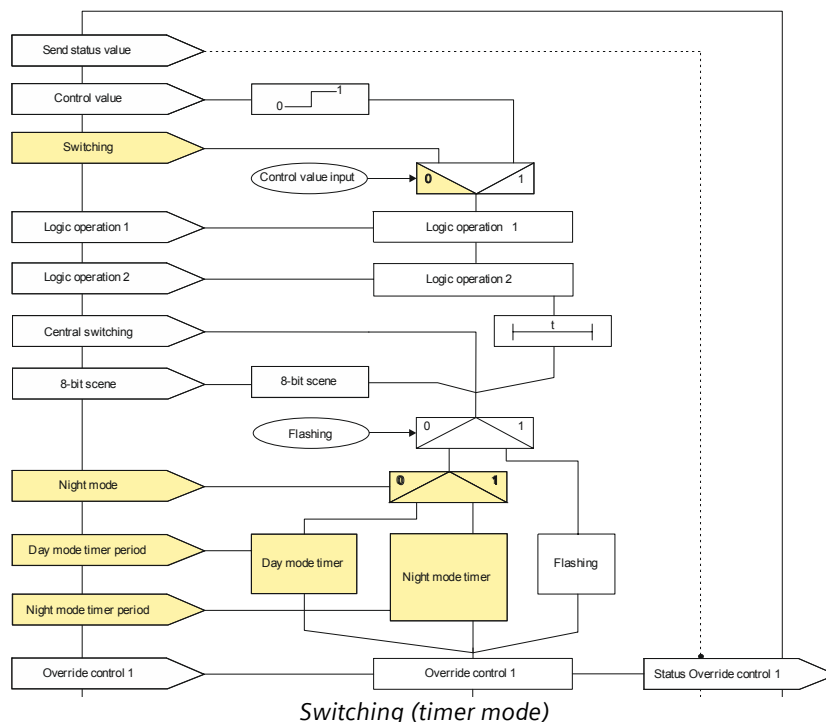 Send status value
Control value
0 1
Switching
Control value input
0 1
Logic operation 1
Logic operation 1
Logic operation 2
Logic operation 2
Central switching
t
8-bit scene
8-bit scene
Flashing
0 1
Night mode
0 1
Day mode timer period
Day mode timer
Night mode timer
Flashing
Night mode timer period
Override control 1
Override control 1
Status Override control 1
Switching (timer mode)